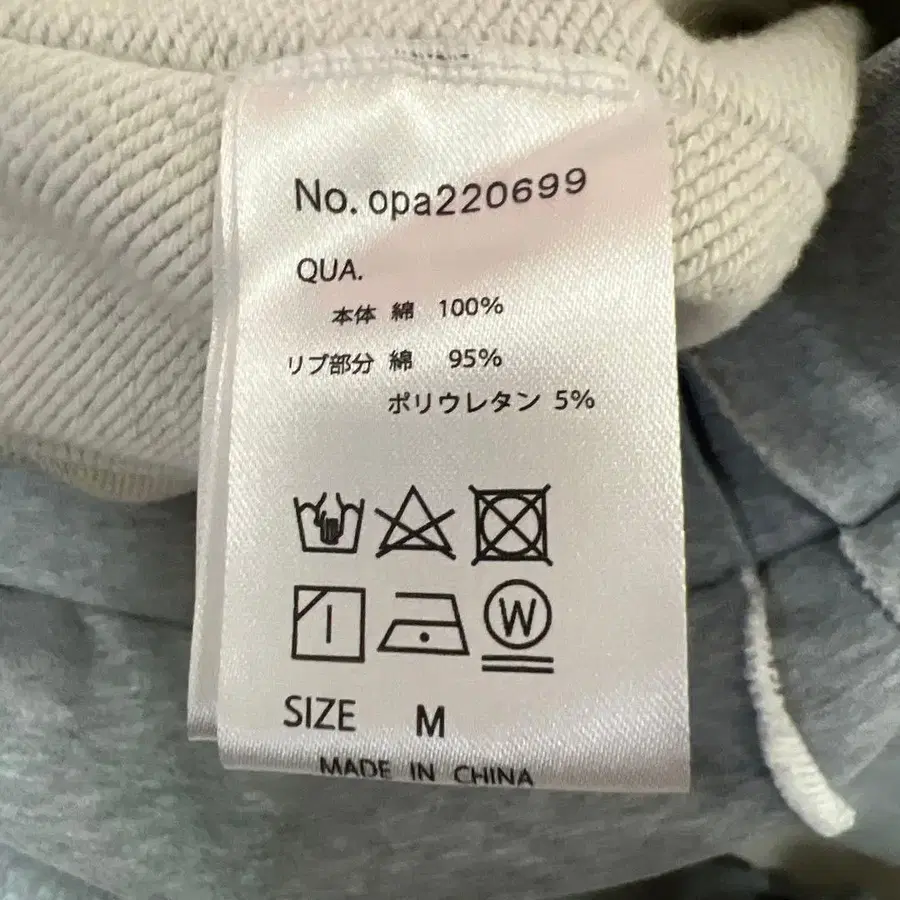 No. opa220699
QUA.
本体 綿 100%
リブ部分 綿 95%
ポリウレタン 5%
W
SIZE M
MADE IN CHINA